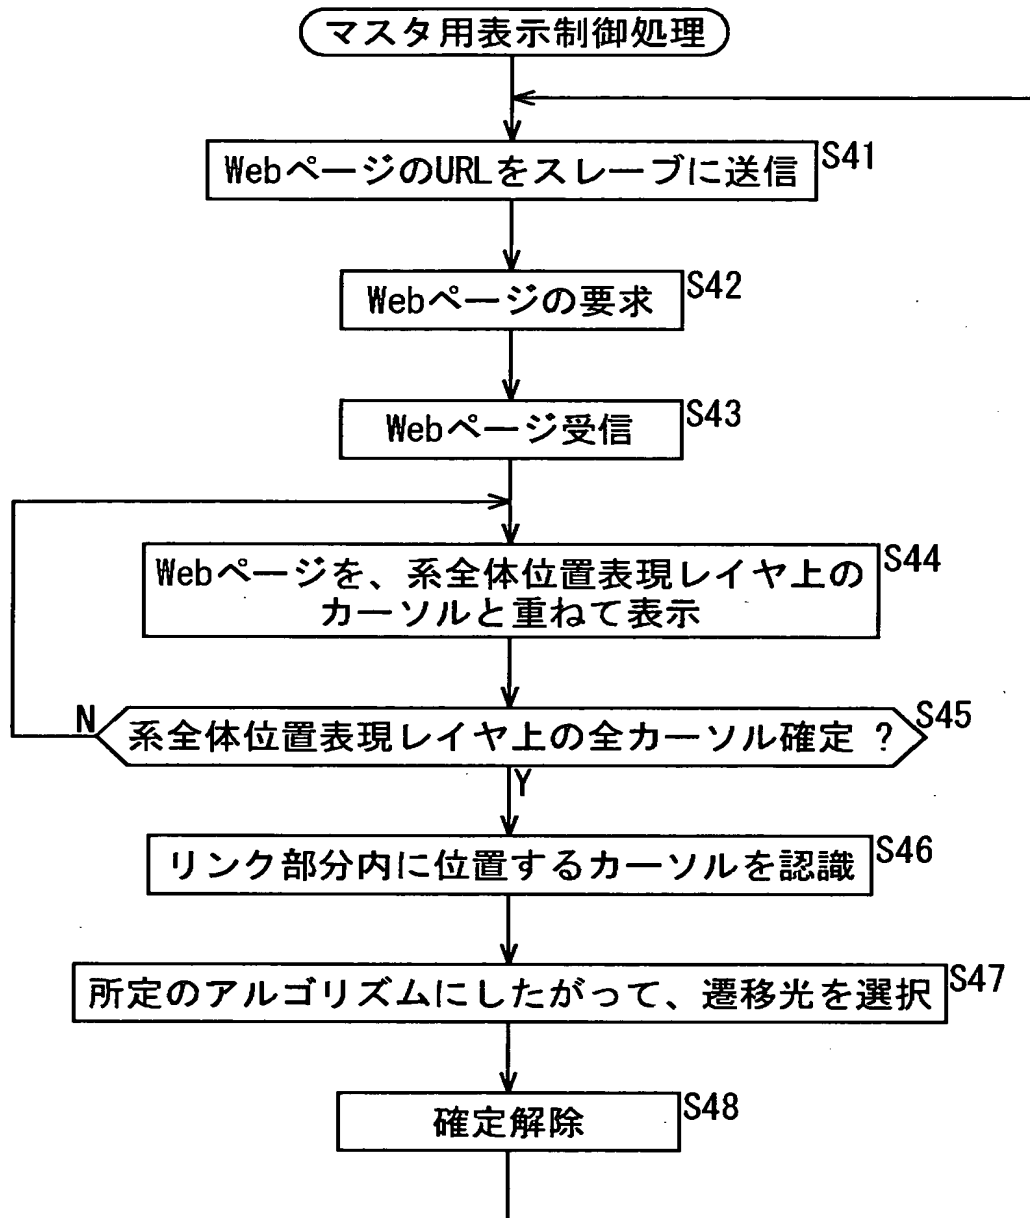 マスタ用表示制御処理
WebページのURLをスレーブに送信
S41
Webページの要求
S42
Webページ受信
S43
Webページを、系全体位置表現レイヤ上の
カーソルと重ねて表示
S44
N
系全体位置表現レイヤ上の全カーソル確定 ?
S45
Y
リンク部分内に位置するカーソルを認識
S46
所定のアルゴリズムにしたがって、遷移光を選択
S47
確定解除
S48